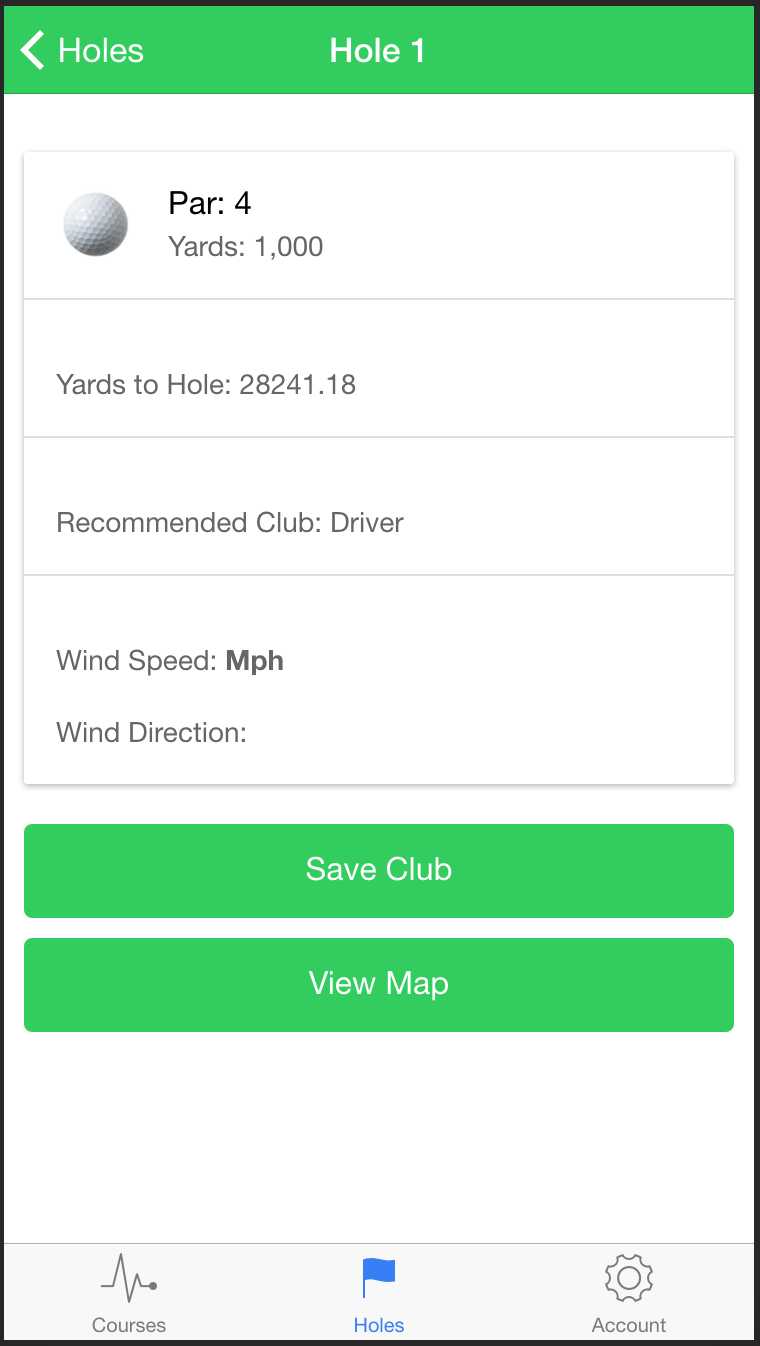 Holes
Hole 1
Par: 4
Yards: 1,000
Yards to Hole: 28241.18
Recommended Club: Driver
Wind Speed: Mph
Wind Direction:
Save Club
View Map
Courses
Holes
Account